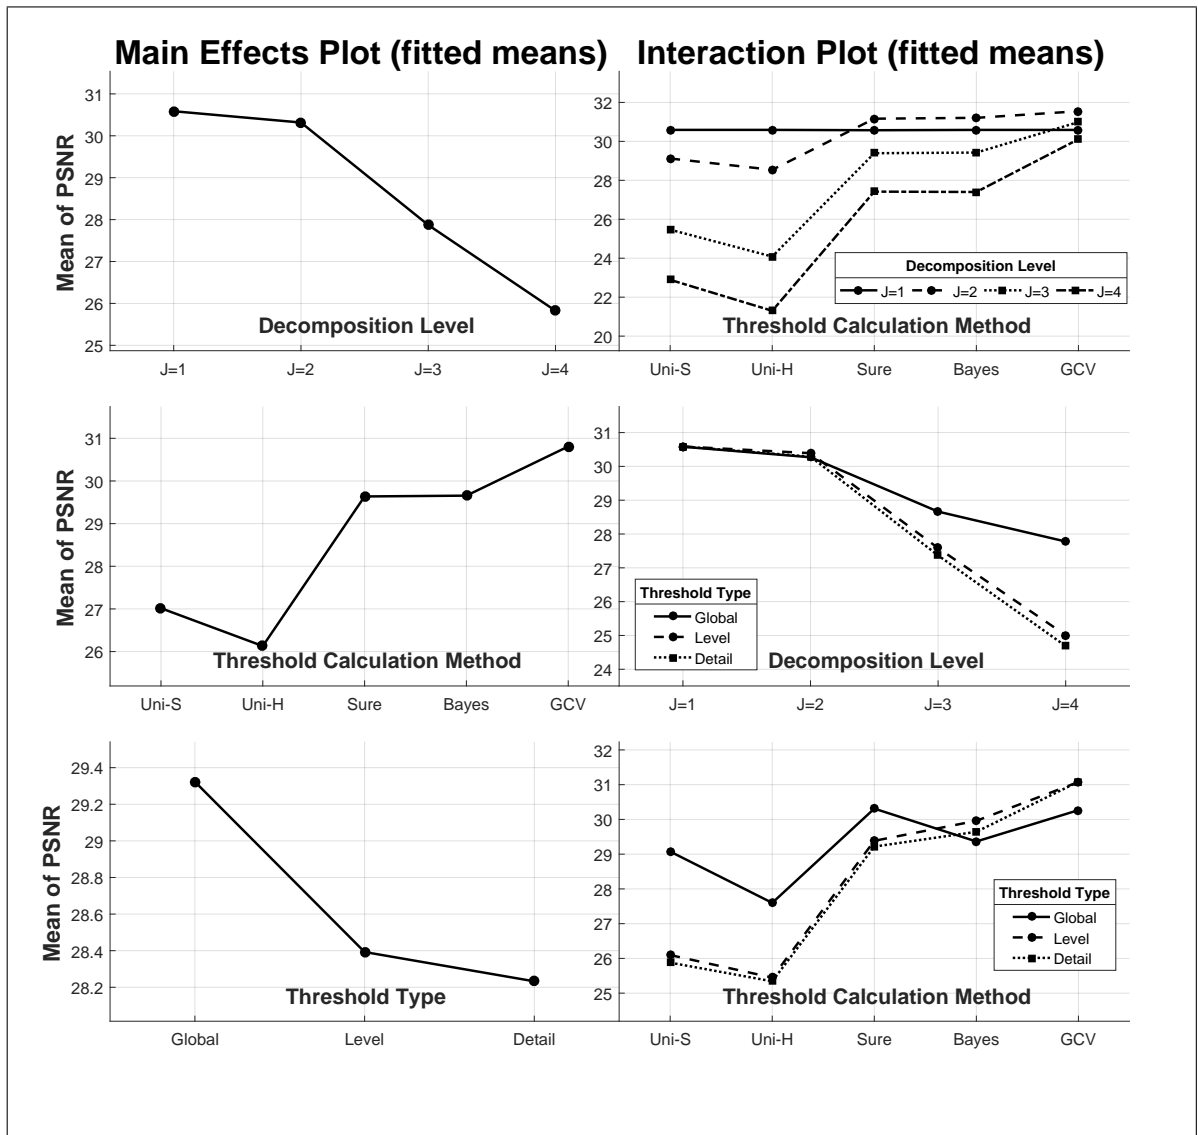 Main Effects Plot (fitted means)
Interaction Plot (fitted means)
Mean of PSNR
31
30
29
28
27
26
25
Decomposition Level
J=1 J=2 J=3 J=4
32
30
28
26
24
22
20
Decomposition Level
J=1 J=2 J=3 J=4
Threshold Calculation Method
Uni-S Uni-H Sure Bayes GCV
Mean of PSNR
31
30
29
28
27
26
Threshold Calculation Method
Uni-S Uni-H Sure Bayes GCV
31
30
29
28
27
26
25
24
Threshold Type
Global
Level
Detail
Decomposition Level
J=1 J=2 J=3 J=4
Mean of PSNR
29.4
29.2
29
28.8
28.6
28.4
28.2
Threshold Type
Global Level Detail
32
31
30
29
28
27
26
25
Threshold Type
Global
Level
Detail
Threshold Calculation Method
Uni-S Uni-H Sure Bayes GCV